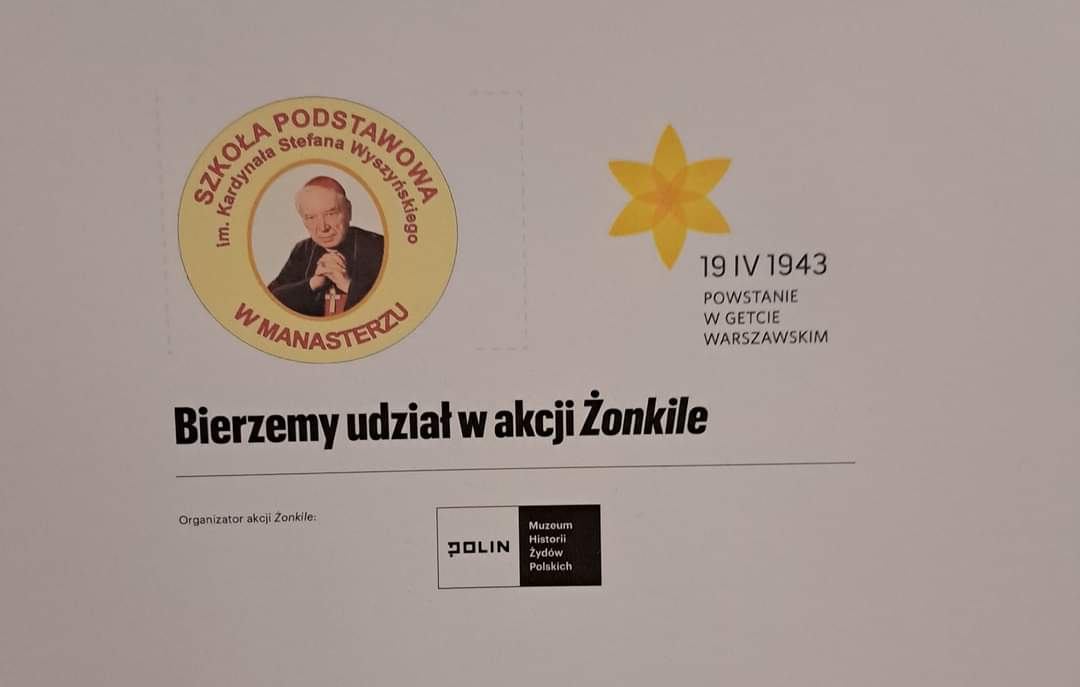 SZKOŁA PODSTAWOWA
im. Kardynała Stefana Wyszyńskiego
W MANASTERZU
19 IV 1943
POWSTANIE
W GETCIE
WARSZAWSKIM
Bierzemy udział w akcji Żonkile
Organizator akcji Żonkile:
POLIN
Muzeum
Historii
Żydów
Polskich